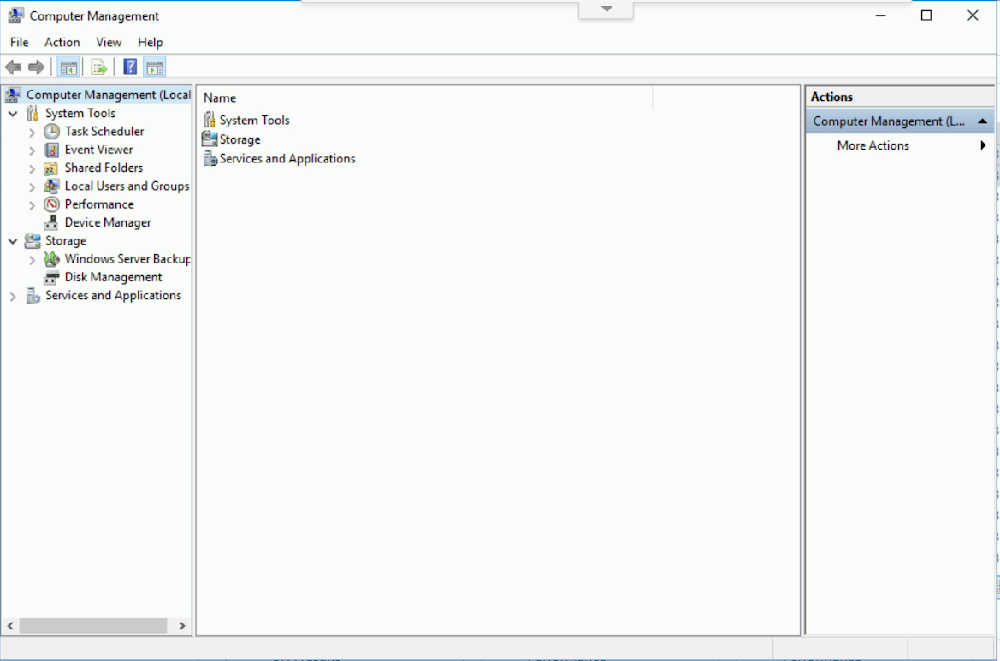 Computer Management
File Action View Help
Computer Management (Local
System Tools
Task Scheduler
Event Viewer
Shared Folders
Local Users and Groups
Performance
Device Manager
Storage
Windows Server Backup
Disk Management
Services and Applications
Name
System Tools
Storage
Services and Applications
Actions
Computer Management (L...
More Actions